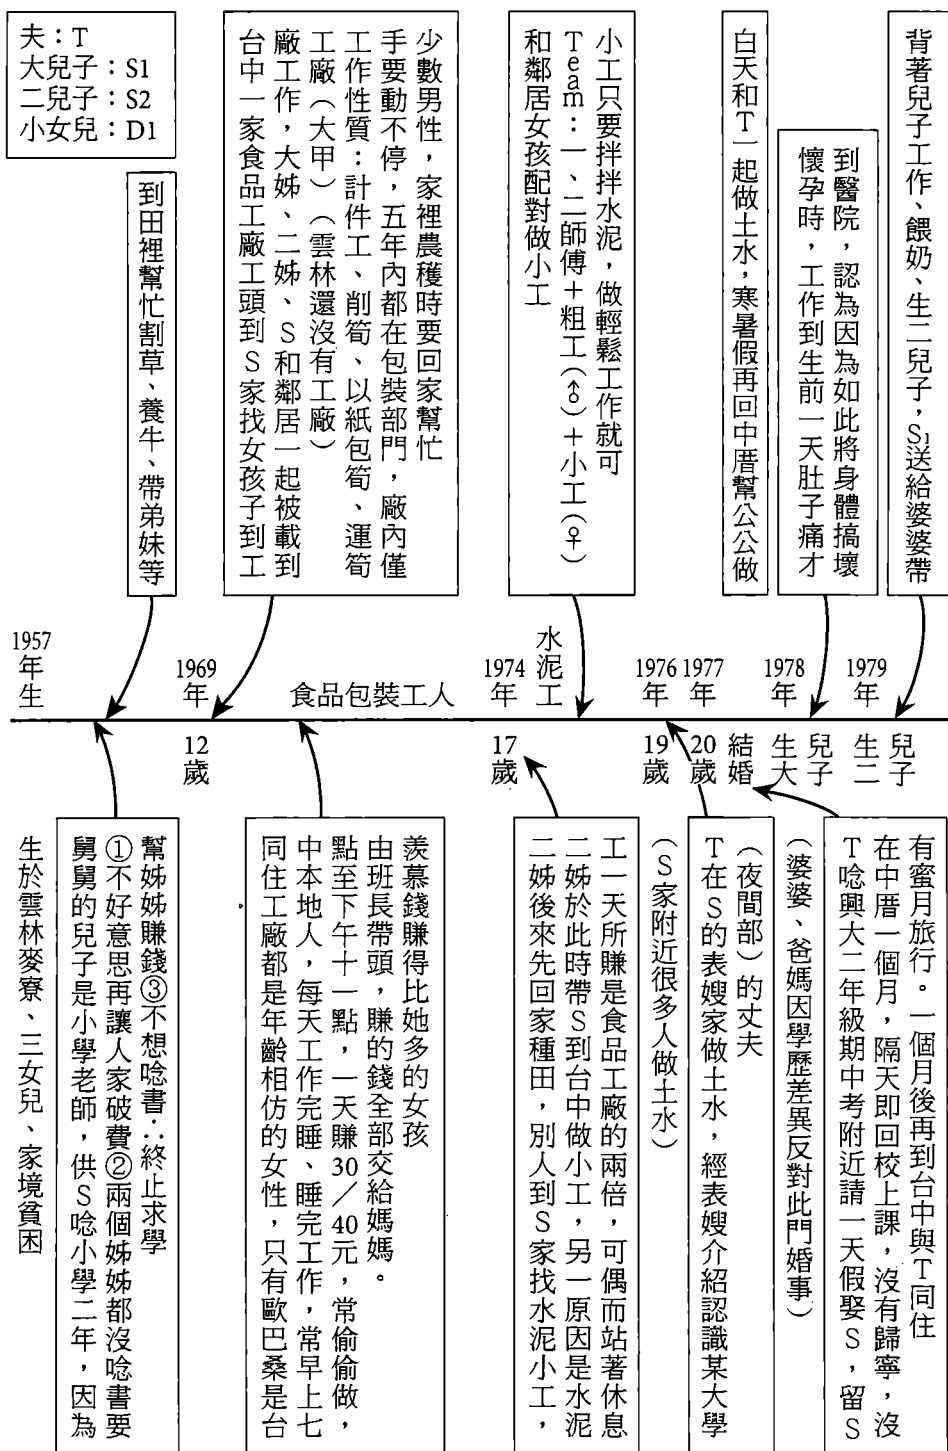 夫：T
大兒子：S1
二兒子：S2
小女兒：D1
到田裡幫忙割草、養牛、帶弟妹等
台中一家食品工廠工頭到S家找女孩子到工
廠工作，大姊、二姊、S和鄰居一起被載到
工廠（大甲）（雲林還沒有工廠）
工作性質：計件工、削筍、以紙包筍、運筍
手要動不停，五年內都在包裝部門，廠內僅
少數男性，家裡農穫時要回家幫忙
和鄰居女孩配對做小工
Team：一、二師傅＋粗工（♂）＋小工（♀）
小工只要拌拌水泥，做輕鬆工作就可
白天和T一起做土水，寒暑假再回中厝幫公公做
懷孕時，工作到生前一天肚子痛才
到醫院，認為因為如此將身體搞壞
背著兒子工作、餵奶、生二兒子，S1送給婆婆帶
1957年生
1969年
食品包裝工人
1974年
水泥工
1976年
1977年
1978年
1979年
12歲
17歲
19歲
20歲
結婚
生大兒子
生二兒子
生於雲林麥寮、三女兒、家境貧困
舅舅的兒子是小學老師，供S唸小學二年，因為
①不好意思再讓人家破費②兩個姊姊都沒唸書要
幫姊姊賺錢③不想唸書∴終止求學
同住工廠都是年齡相仿的女性，只有歐巴桑是台
中本地人，每天工作完睡、睡完工作，常早上七
點至下午十一點，一天賺30／40元，常偷偷做，
由班長帶頭，賺的錢全部交給媽媽。
羨慕錢賺得比她多的女孩
二姊後來先回家種田，別人到S家找水泥小工，
二姊於此時帶S到台中做小工，另一原因是水泥
工一天所賺是食品工廠的兩倍，可偶而站著休息
（S家附近很多人做土水）
T在S的表嫂家做土水，經表嫂介紹認識某大學
（夜間部）的丈夫
（婆婆、爸媽因學歷差異反對此門婚事）
T唸興大二年級期中考附近請一天假娶S，留S
在中厝一個月，隔天即回校上課，沒有歸寧，沒
有蜜月旅行。一個月後再到台中與T同住